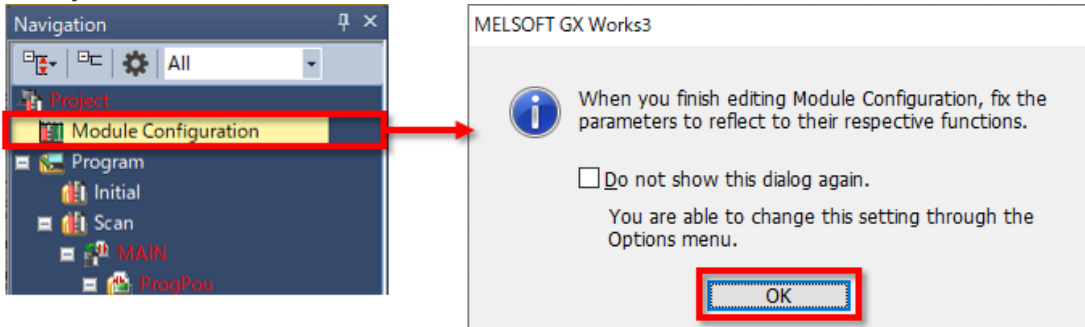 Navigation
All
Project
Module Configuration
Program
Initial
Scan
MAIN
ProgPou
MELSOFT GX Works3
When you finish editing Module Configuration, fix the
parameters to reflect to their respective functions.
Do not show this dialog again.
You are able to change this setting through the
Options menu.
OK